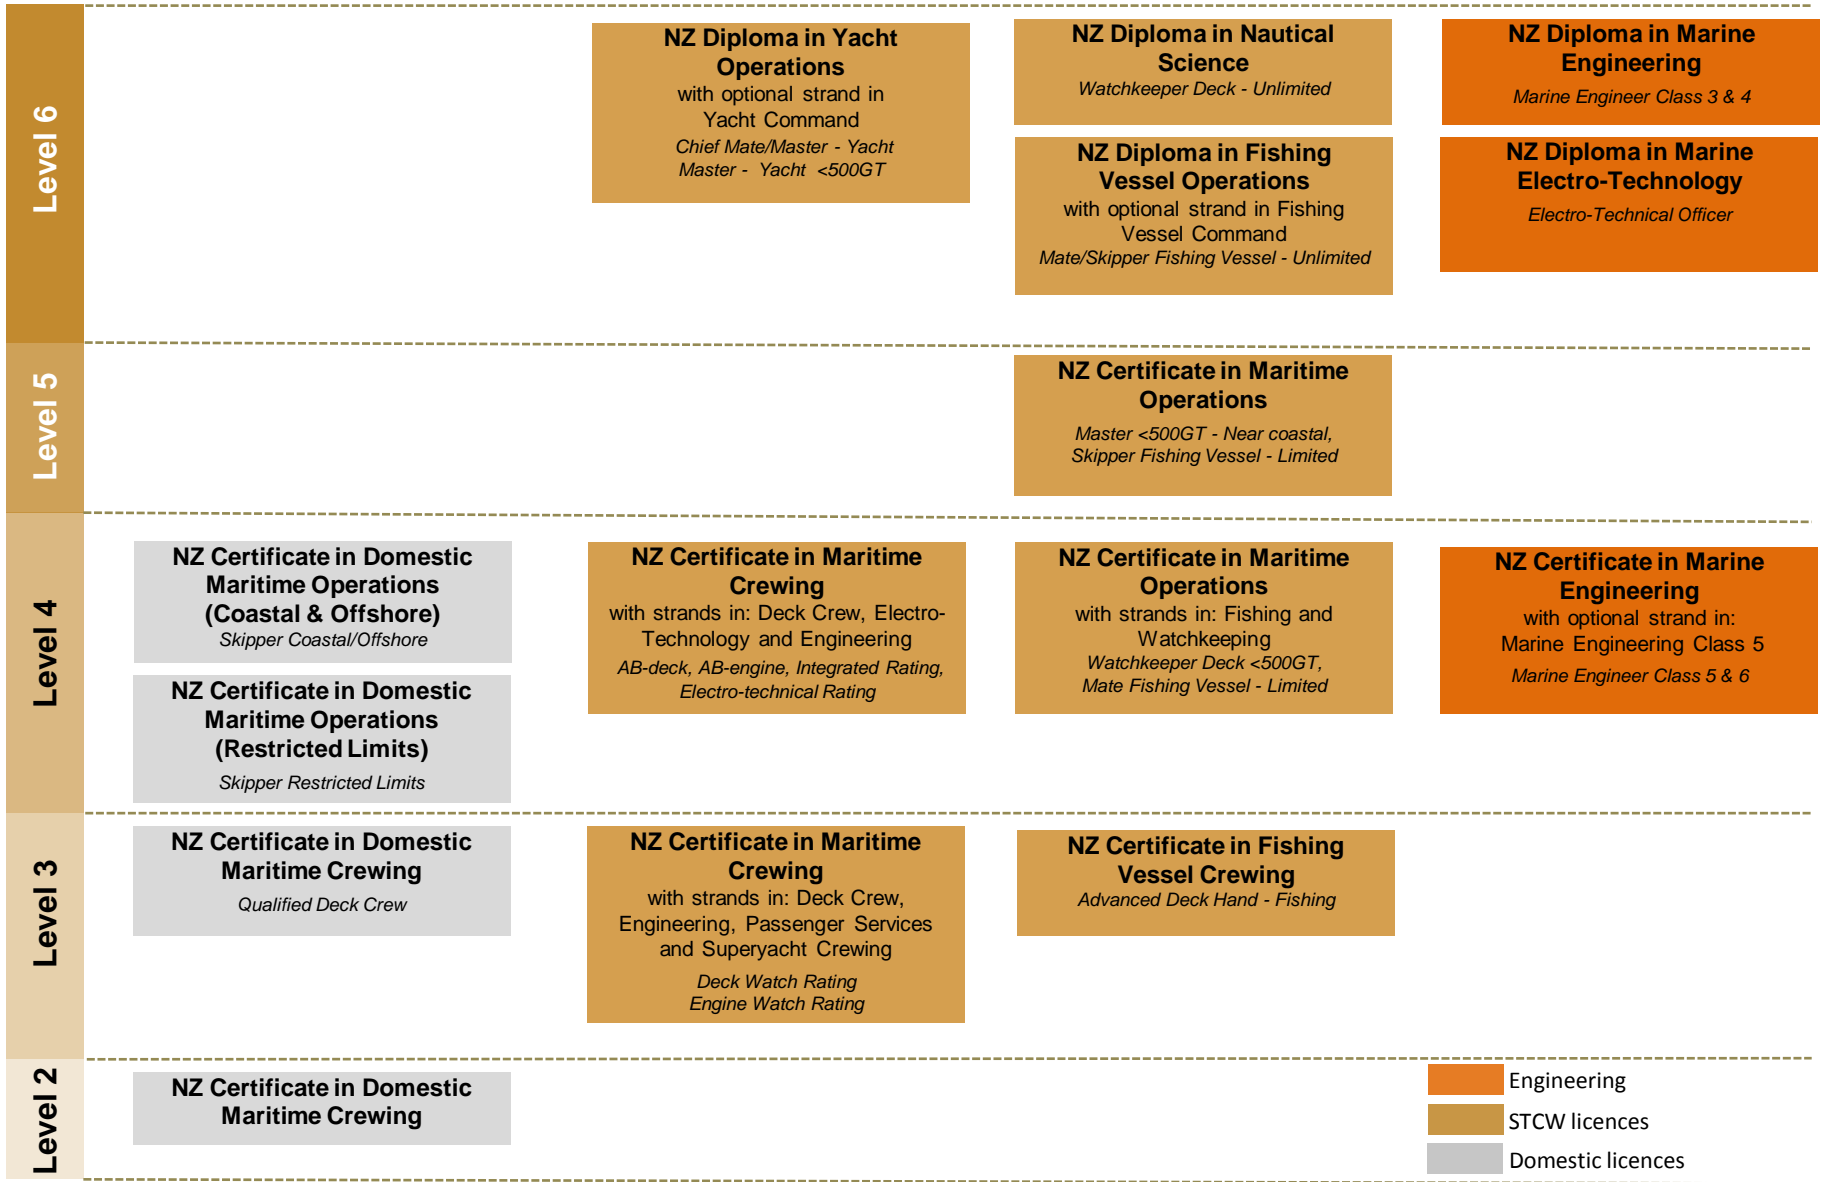 Level 6
NZ Diploma in Yacht
Operations
with optional strand in
Yacht Command
Chief Mate/Master - Yacht
Master - Yacht <500GT
NZ Diploma in Nautical
Science
Watchkeeper Deck - Unlimited
NZ Diploma in Fishing
Vessel Operations
with optional strand in Fishing
Vessel Command
Mate/Skipper Fishing Vessel - Unlimited
NZ Diploma in Marine
Engineering
Marine Engineer Class 3 & 4
NZ Diploma in Marine
Electro-Technology
Electro-Technical Officer
Level 5
NZ Certificate in Maritime
Operations
Master <500GT - Near coastal,
Skipper Fishing Vessel - Limited
Level 4
NZ Certificate in Domestic
Maritime Operations
(Coastal & Offshore)
Skipper Coastal/Offshore
NZ Certificate in Domestic
Maritime Operations
(Restricted Limits)
Skipper Restricted Limits
NZ Certificate in Maritime
Crewing
with strands in: Deck Crew, Electro-
Technology and Engineering
AB-deck, AB-engine, Integrated Rating,
Electro-technical Rating
NZ Certificate in Maritime
Operations
with strands in: Fishing and
Watchkeeping
Watchkeeper Deck <500GT,
Mate Fishing Vessel - Limited
NZ Certificate in Marine
Engineering
with optional strand in:
Marine Engineering Class 5
Marine Engineer Class 5 & 6
Level 3
NZ Certificate in Domestic
Maritime Crewing
Qualified Deck Crew
NZ Certificate in Maritime
Crewing
with strands in: Deck Crew,
Engineering, Passenger Services
and Superyacht Crewing
Deck Watch Rating
Engine Watch Rating
NZ Certificate in Fishing
Vessel Crewing
Advanced Deck Hand - Fishing
Level 2
NZ Certificate in Domestic
Maritime Crewing
Engineering
STCW licences
Domestic licences